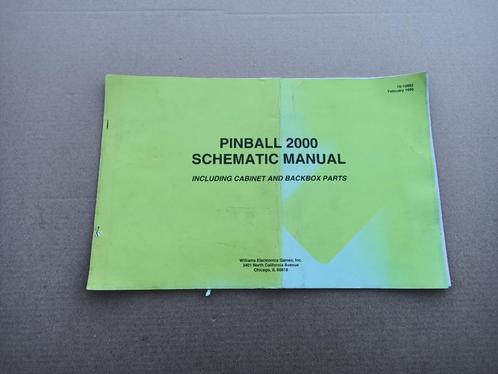 February 1999
PINBALL 2000
SCHEMATIC MANUAL
INCLUDING CABINET AND BACKBOX PARTS
Williams Electronics Games, Inc.
3401 North California Avenue
Chicago, IL 60618